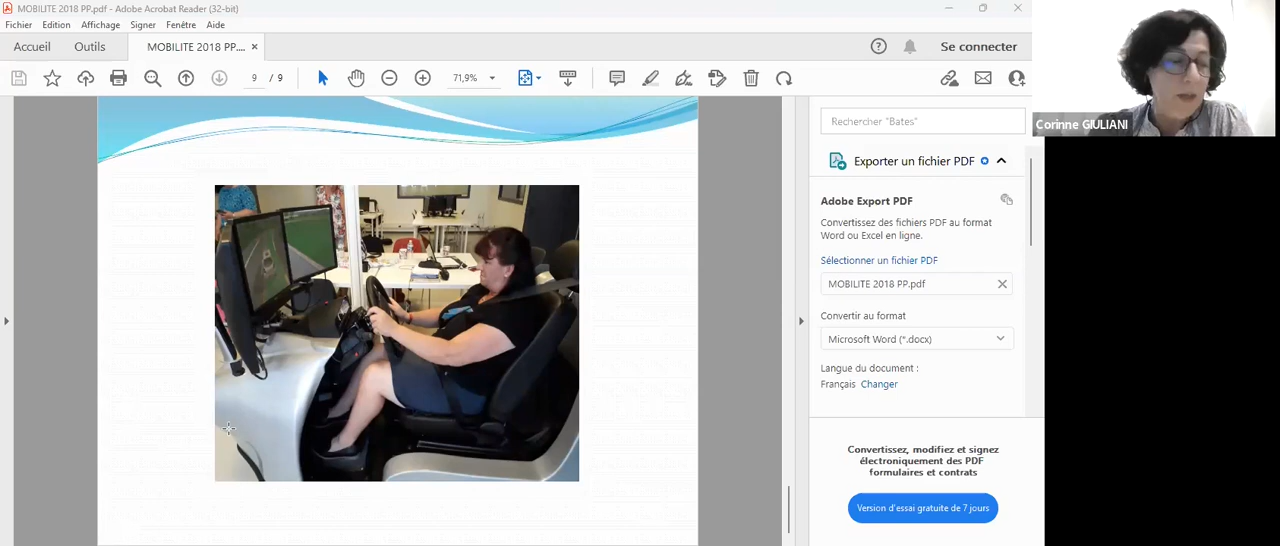 MOBILITE 2018 PP.pdf - Adobe Acrobat Reader (32-bit)
Fichier Edition Affichage Signer Fenêtre Aide
Accueil Outils MOBILITE 2018 PP.... × Se connecter
9 / 9 71,9%
Corinne GIULIANI
Rechercher "Bates"
Exporter un fichier PDF
Adobe Export PDF
Convertissez des fichiers PDF au format
Word ou Excel en ligne.
Sélectionner un fichier PDF
MOBILITE 2018 PP.pdf
Convertir au format
Microsoft Word (*.docx)
Langue du document :
Français Changer
Convertissez, modifiez et signez
électroniquement des PDF
formulaires et contrats
Version d'essai gratuite de 7 jours